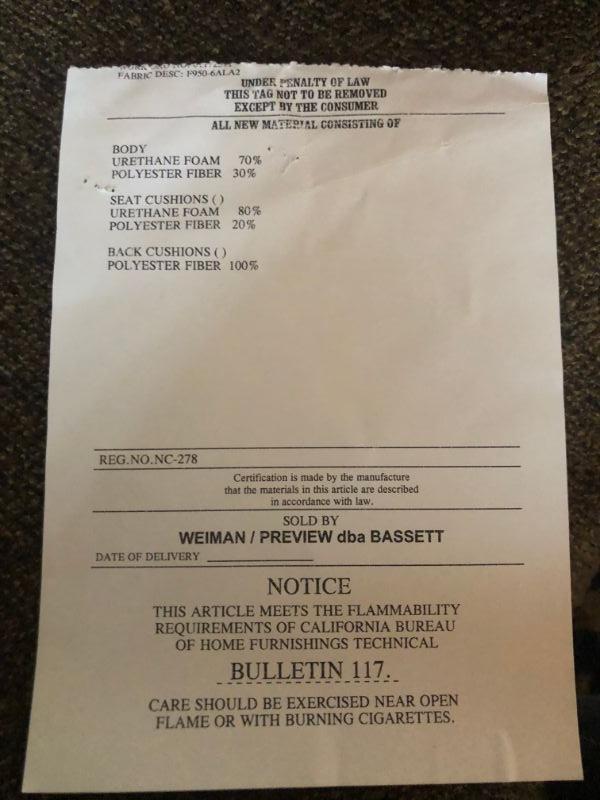 FABRIC DESC: F950-6ALA2
UNDER PENALTY OF LAW
THIS TAG NOT TO BE REMOVED
EXCEPT BY THE CONSUMER
ALL NEW MATERIAL CONSISTING OF
BODY
URETHANE FOAM 70%
POLYESTER FIBER 30%
SEAT CUSHIONS ( )
URETHANE FOAM 80%
POLYESTER FIBER 20%
BACK CUSHIONS ( )
POLYESTER FIBER 100%
REG.NO.NC-278
Certification is made by the manufacture
that the materials in this article are described
in accordance with law.
SOLD BY
WEIMAN / PREVIEW dba BASSETT
DATE OF DELIVERY
NOTICE
THIS ARTICLE MEETS THE FLAMMABILITY
REQUIREMENTS OF CALIFORNIA BUREAU
OF HOME FURNISHINGS TECHNICAL
BULLETIN 117.
CARE SHOULD BE EXERCISED NEAR OPEN
FLAME OR WITH BURNING CIGARETTES.